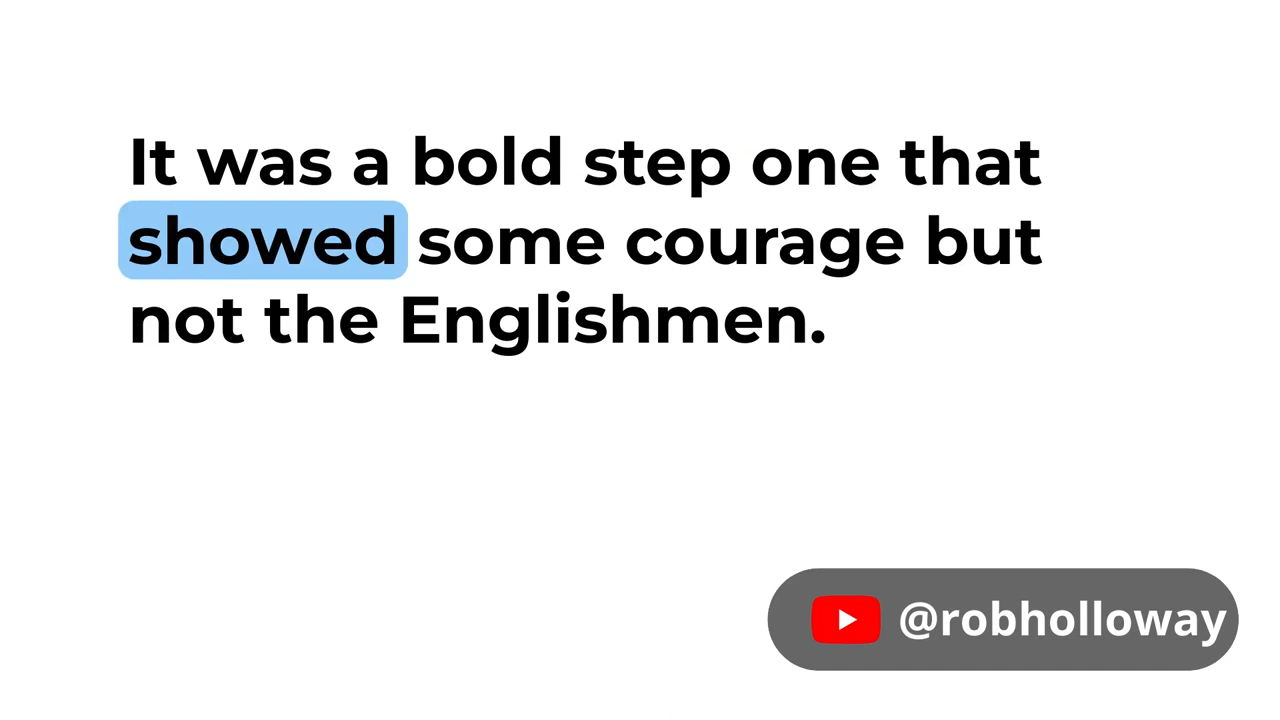 It was a bold step one that
showed some courage but
not the Englishmen.
@robholloway